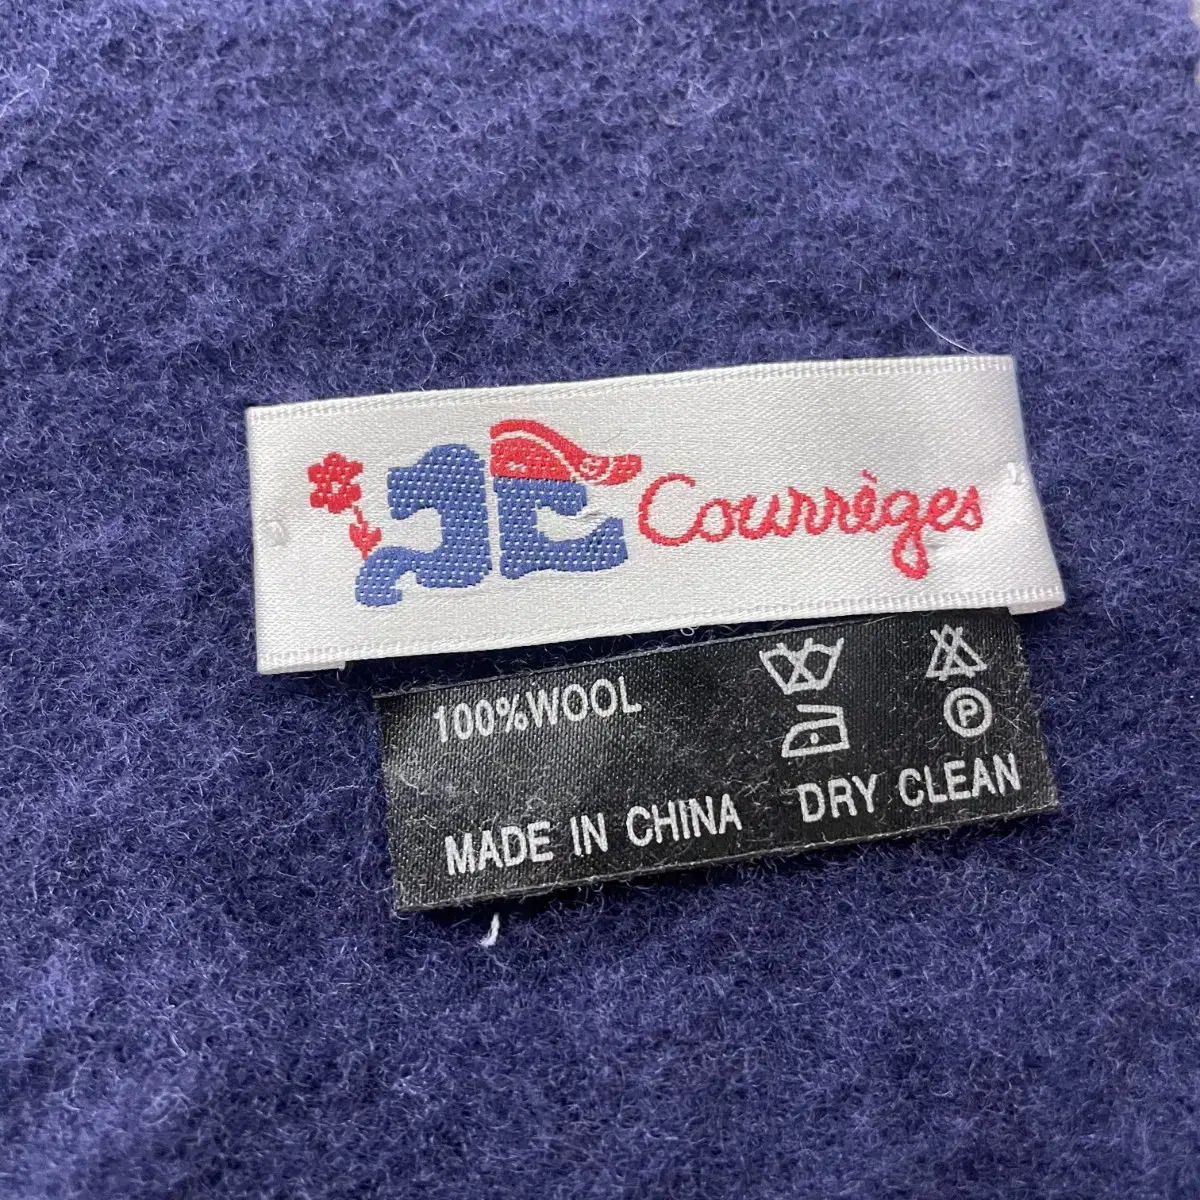 Courrèges
100%WOOL
P
MADE IN CHINA DRY CLEAN